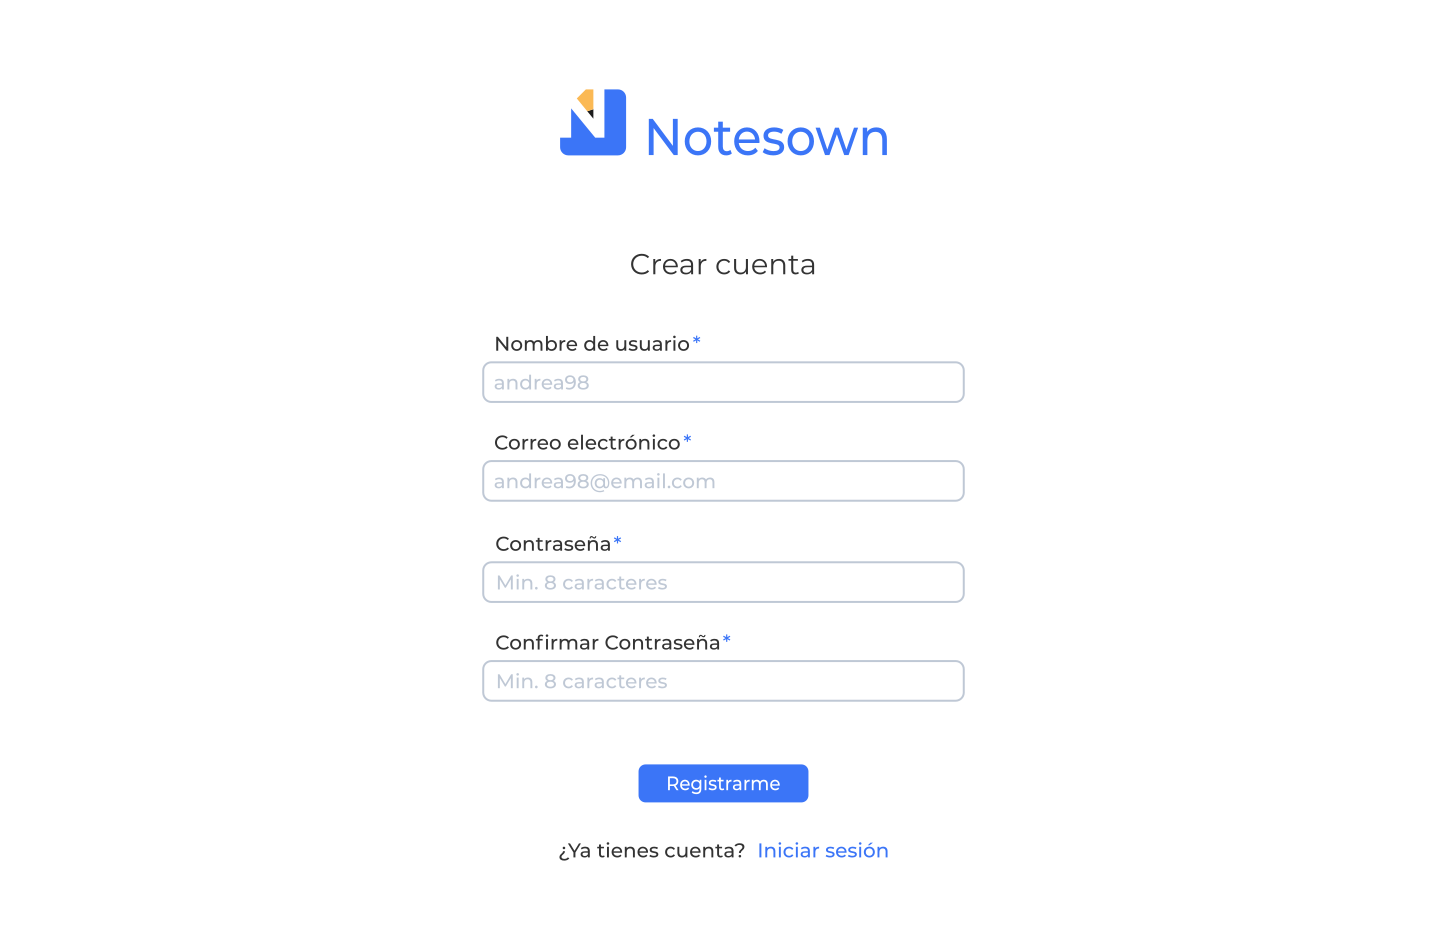 Notesown
Crear cuenta
Nombre de usuario*
andrea98
Correo electrónico*
andrea98@email.com
Contraseña*
Min. 8 caracteres
Confirmar Contraseña*
Min. 8 caracteres
Registrarme
¿Ya tienes cuenta? Iniciar sesión